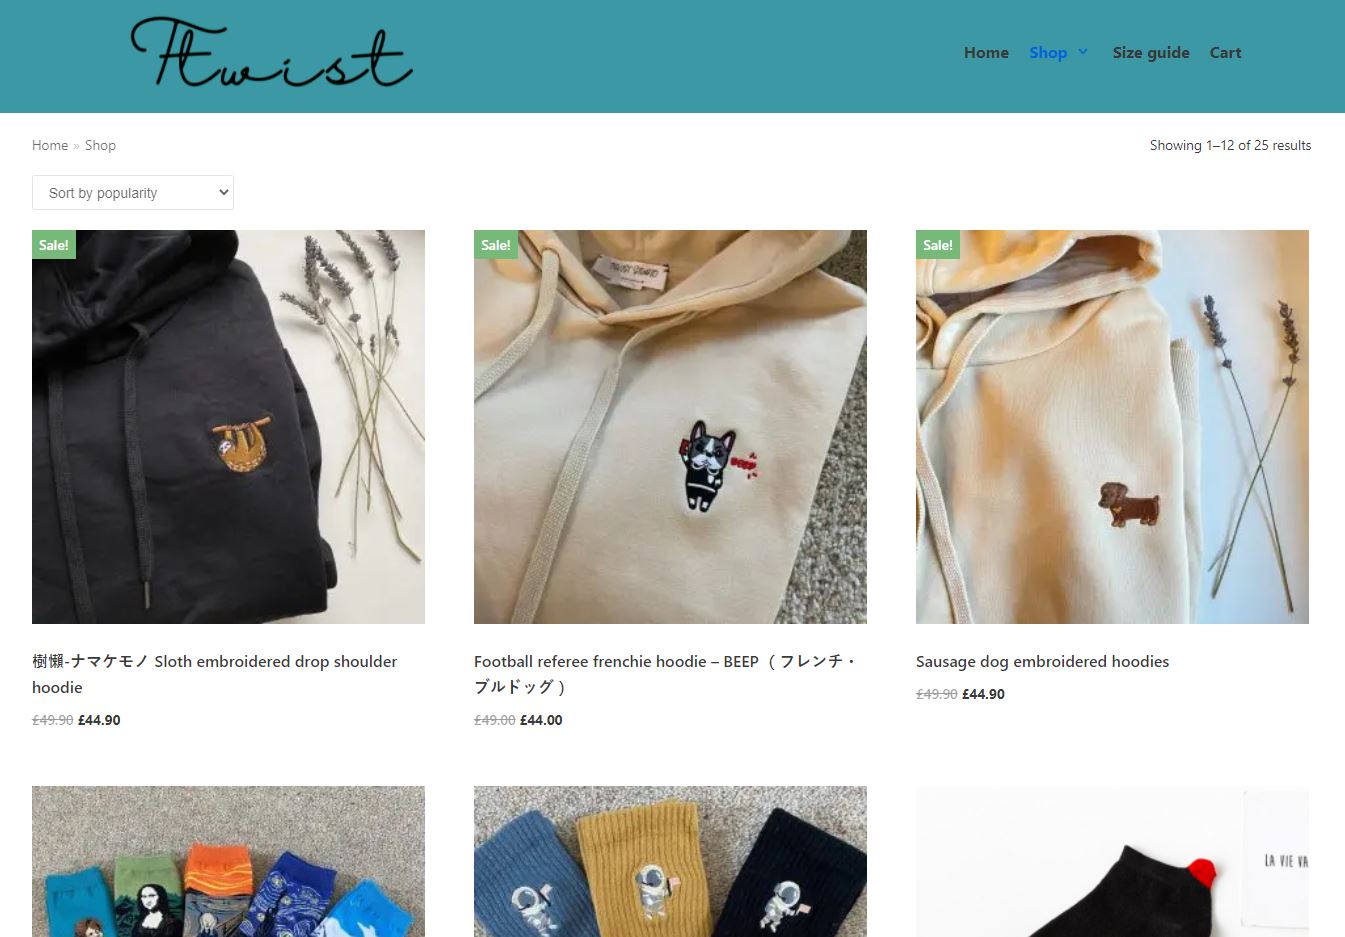 Ttwist
Home Shop Size guide Cart
Home » Shop
Showing 1–12 of 25 results
Sort by popularity
Sale!
Sale!
Sale!
BEEP
樹懶-ナマケモノ Sloth embroidered drop shoulder
hoodie
£49.90 £44.90
Football referee frenchie hoodie – BEEP （フレンチ・
ブルドッグ）
£49.00 £44.00
Sausage dog embroidered hoodies
£49.90 £44.90
LA VIE VA